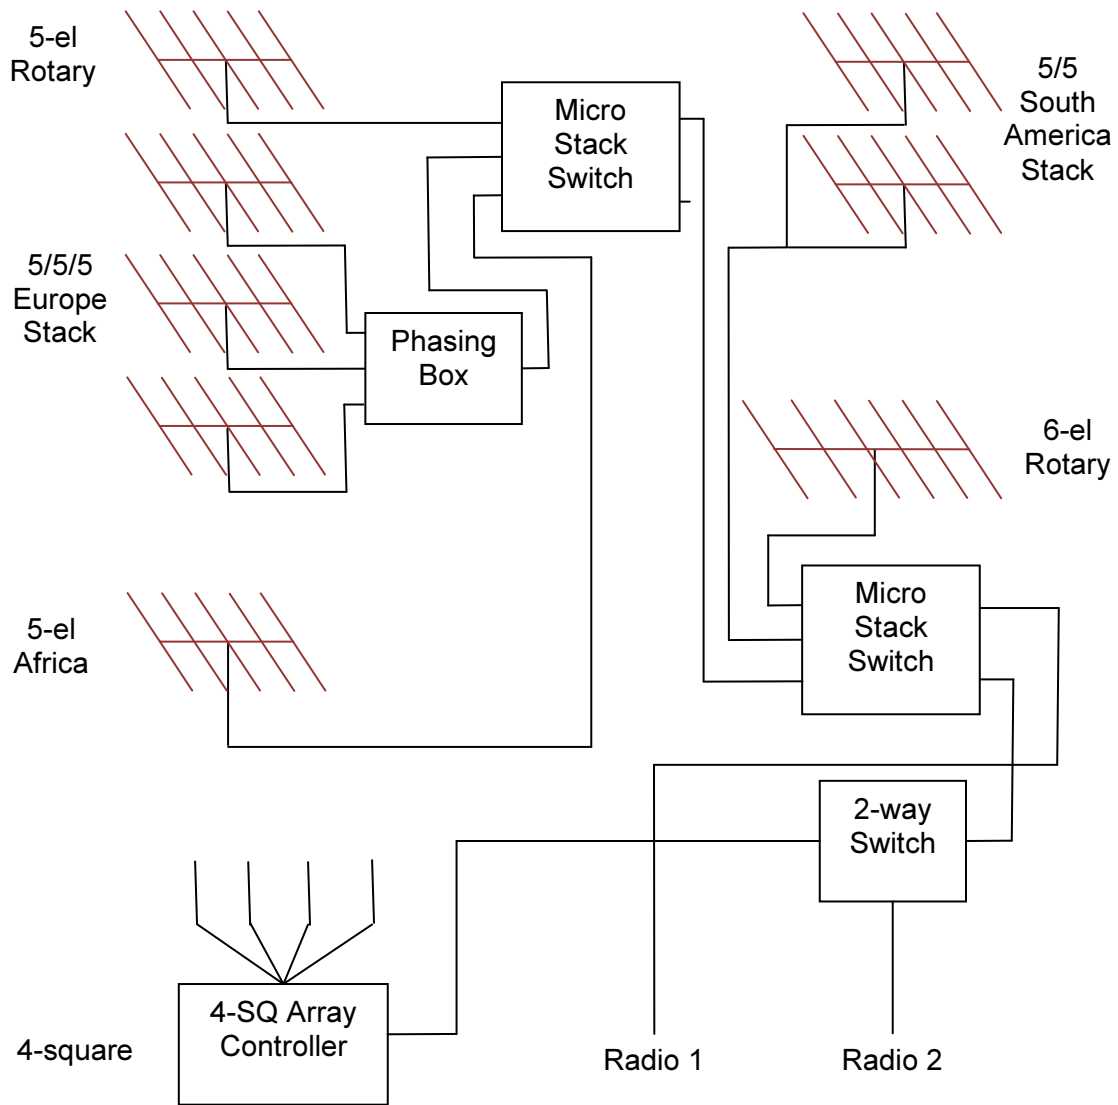 5-el
Rotary
Micro
Stack
Switch
5/5
South
America
Stack
5/5/5
Europe
Stack
Phasing
Box
6-el
Rotary
5-el
Africa
Micro
Stack
Switch
2-way
Switch
4-square
4-SQ Array
Controller
Radio 1
Radio 2